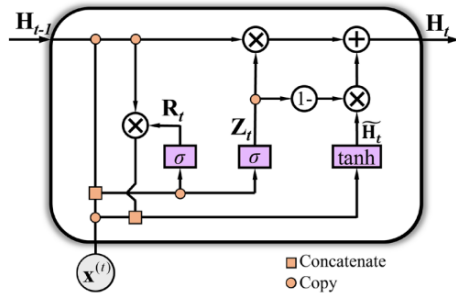 H_{t-1}
H_t
×
+
1-
×
R_t
Z_t
×
H̃_t
σ
σ
tanh
x^{(t)}
Concatenate
Copy